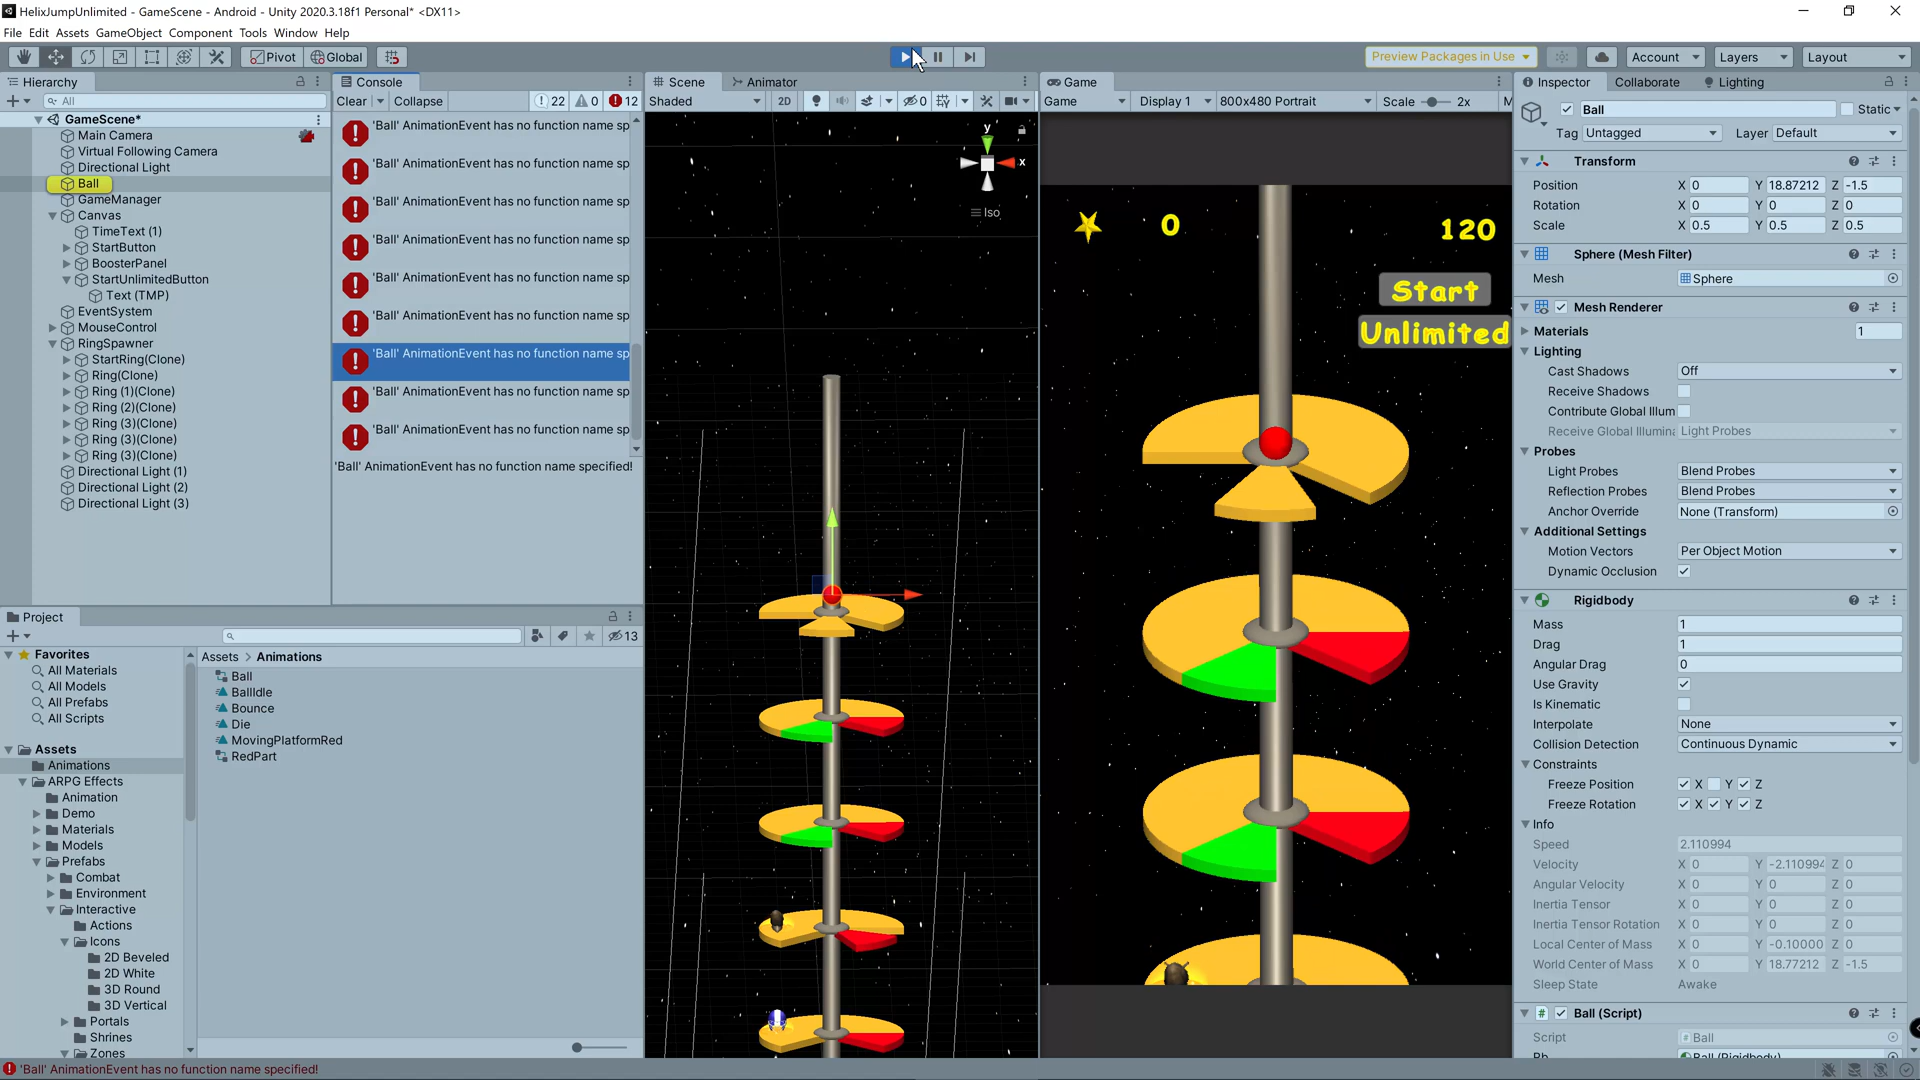 HelixJumpUnlimited - GameScene - Android - Unity 2020.3.18f1 Personal* <DX11>
File Edit Assets GameObject Component Tools Window Help
Pivot Global Preview Packages in Use Account Layers Layout
Hierarchy
All
GameScene*
Main Camera
Virtual Following Camera
Directional Light
Ball
GameManager
Canvas
TimeText (1)
StartButton
BoosterPanel
StartUnlimitedButton
Text (TMP)
EventSystem
MouseControl
RingSpawner
StartRing(Clone)
Ring(Clone)
Ring (1)(Clone)
Ring (2)(Clone)
Ring (3)(Clone)
Ring (3)(Clone)
Ring (3)(Clone)
Directional Light (1)
Directional Light (2)
Directional Light (3)
Console
Clear Collapse 22 0 12
'Ball' AnimationEvent has no function name sp
'Ball' AnimationEvent has no function name sp
'Ball' AnimationEvent has no function name sp
'Ball' AnimationEvent has no function name sp
'Ball' AnimationEvent has no function name sp
'Ball' AnimationEvent has no function name sp
'Ball' AnimationEvent has no function name sp
'Ball' AnimationEvent has no function name sp
'Ball' AnimationEvent has no function name sp
'Ball' AnimationEvent has no function name specified!
Scene Animator
Shaded 2D 0
y
x
Iso
Game
Game Display 1 800x480 Portrait Scale 2x M
0 120
Start
Unlimited
Project
13
Favorites
All Materials
All Models
All Prefabs
All Scripts
Assets
Animations
ARPG Effects
Animation
Demo
Materials
Models
Prefabs
Combat
Environment
Interactive
Actions
Icons
2D Beveled
2D White
3D Round
3D Vertical
Portals
Shrines
Zones
Assets > Animations
Ball
BallIdle
Bounce
Die
MovingPlatformRed
RedPart
Inspector Collaborate Lighting
Ball Static
Tag Untagged Layer Default
Transform
Position X 0 Y 18.87212 Z -1.5
Rotation X 0 Y 0 Z 0
Scale X 0.5 Y 0.5 Z 0.5
Sphere (Mesh Filter)
Mesh Sphere
Mesh Renderer
Materials 1
Lighting
Cast Shadows Off
Receive Shadows
Contribute Global Illum
Receive Global Illumina Light Probes
Probes
Light Probes Blend Probes
Reflection Probes Blend Probes
Anchor Override None (Transform)
Additional Settings
Motion Vectors Per Object Motion
Dynamic Occlusion
Rigidbody
Mass 1
Drag 1
Angular Drag 0
Use Gravity
Is Kinematic
Interpolate None
Collision Detection Continuous Dynamic
Constraints
Freeze Position X Y Z
Freeze Rotation X Y Z
Info
Speed 2.110994
Velocity X 0 Y -2.110994 Z 0
Angular Velocity X 0 Y 0 Z 0
Inertia Tensor X 0 Y 0 Z 0
Inertia Tensor Rotation X 0 Y 0 Z 0
Local Center of Mass X 0 Y -0.10000 Z 0
World Center of Mass X 0 Y 18.77212 Z -1.5
Sleep State Awake
Ball (Script)
Script Ball
Rb Ball (Rigidbody)
'Ball' AnimationEvent has no function name specified!